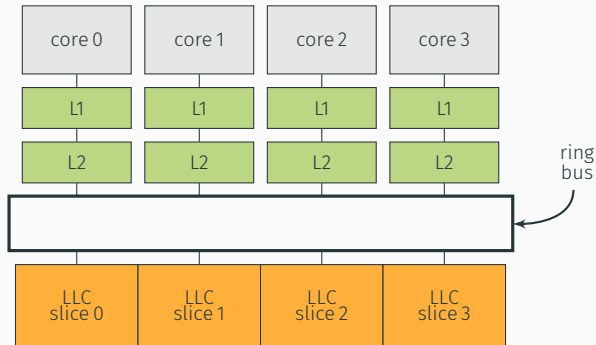 core 0 core 1 core 2 core 3
L1 L1 L1 L1
L2 L2 L2 L2
ring
bus
LLC LLC LLC LLC
slice 0 slice 1 slice 2 slice 3